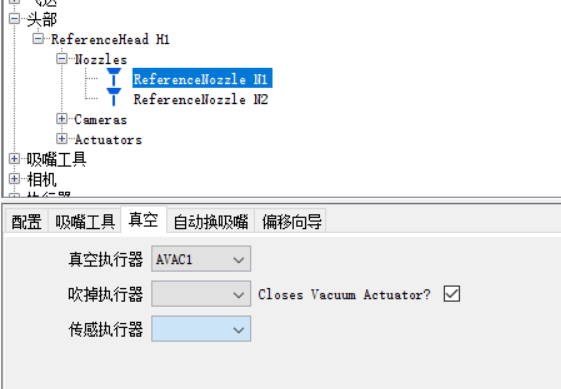 头部
ReferenceHead H1
Nozzles
ReferenceNozzle N1
ReferenceNozzle N2
Cameras
Actuators
吸嘴工具
相机
配置 吸嘴工具 真空 自动换吸嘴 偏移向导
真空执行器 AVAC1
吹掉执行器 Closes Vacuum Actuator?
传感执行器